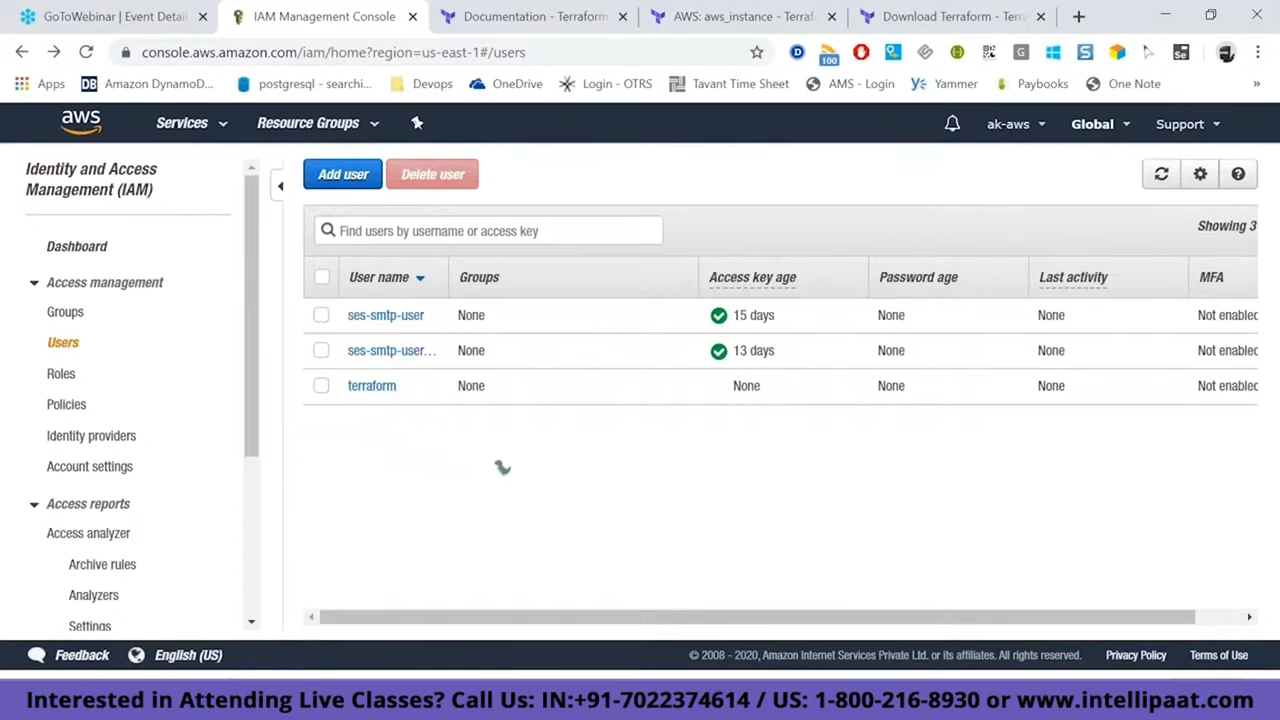 GoToWebinar | Event Detail
IAM Management Console
Documentation - Terraform
AWS: aws_instance - Terraf
Download Terraform - Terra
console.aws.amazon.com/iam/home?region=us-east-1#/users
100
Apps
DB Amazon DynamoD...
postgresql - searchi...
Devops
OneDrive
Login - OTRS
Tavant Time Sheet
AMS - Login
Yammer
Paybooks
One Note
»
aws
Services
Resource Groups
ak-aws
Global
Support
Identity and Access
Management (IAM)
Dashboard
Access management
Groups
Users
Roles
Policies
Identity providers
Account settings
Access reports
Access analyzer
Archive rules
Analyzers
Settings
Add user
Delete user
Find users by username or access key
Showing 3
User name Groups Access key age Password age Last activity MFA
ses-smtp-user None 15 days None None Not enabled
ses-smtp-user... None 13 days None None Not enabled
terraform None None None None Not enabled
Feedback
English (US)
© 2008 - 2020, Amazon Internet Services Private Ltd. or its affiliates. All rights reserved.
Privacy Policy
Terms of Use
Interested in Attending Live Classes? Call Us: IN:+91-7022374614 / US: 1-800-216-8930 or www.intellipaat.com